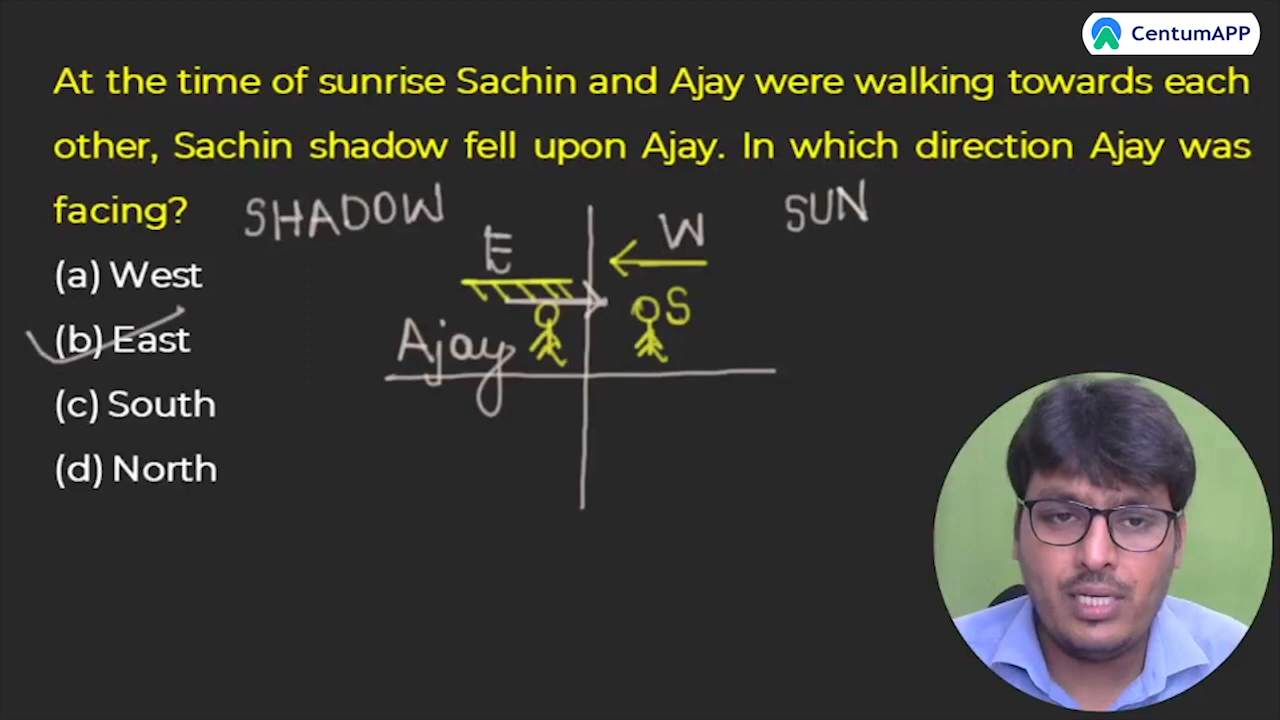 CentumAPP
At the time of sunrise Sachin and Ajay were walking towards each
other, Sachin shadow fell upon Ajay. In which direction Ajay was
facing?
SHADOW
SUN
E
W
(a) West
S
(b) East
Ajay
(c) South
(d) North